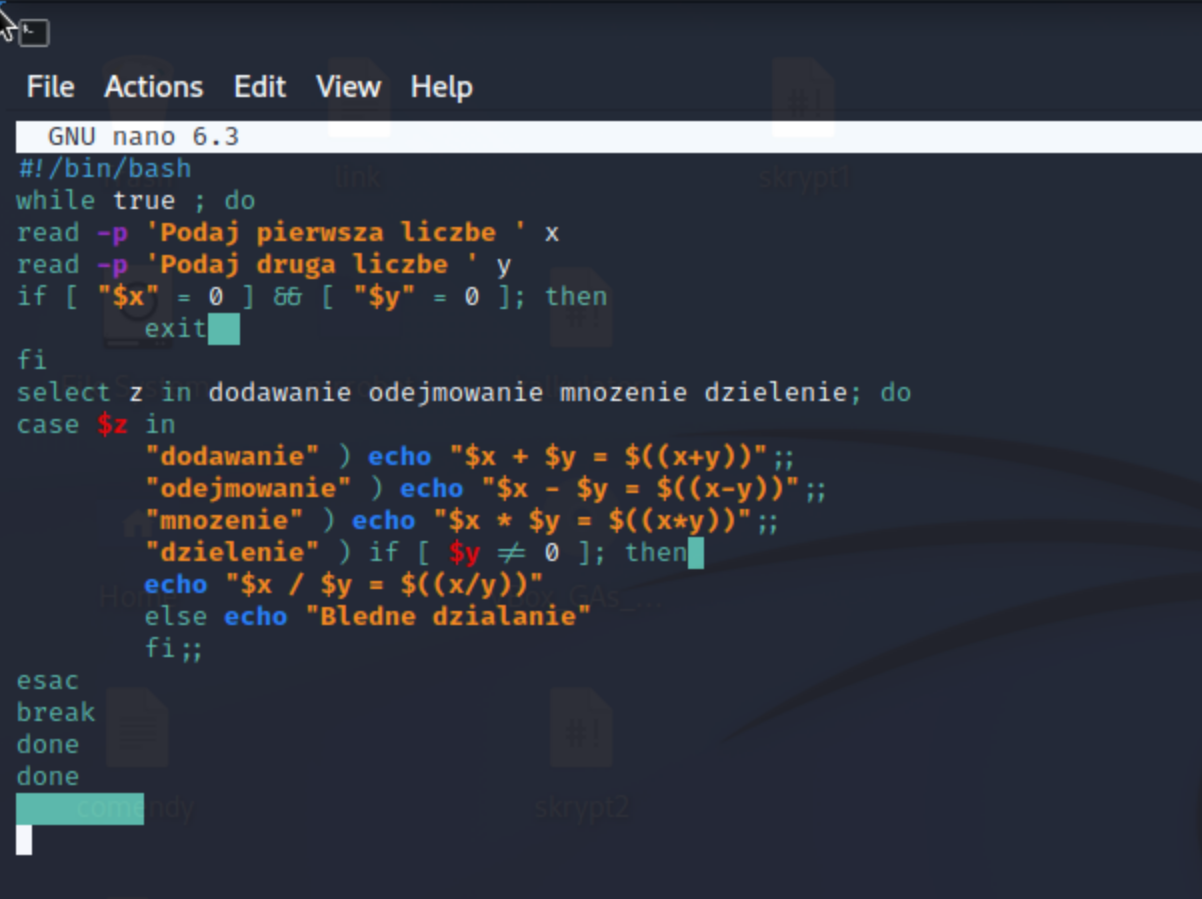 File Actions Edit View Help
GNU nano 6.3
#!/bin/bash
while true ; do
read -p 'Podaj pierwsza liczbe ' x
read -p 'Podaj druga liczbe ' y
if [ "$x" = 0 ] && [ "$y" = 0 ]; then
exit
fi
select z in dodawanie odejmowanie mnozenie dzielenie; do
case $z in
"dodawanie" ) echo "$x + $y = $((x+y))";;
"odejmowanie" ) echo "$x - $y = $((x-y))";;
"mnozenie" ) echo "$x * $y = $((x*y))";;
"dzielenie" ) if [ $y != 0 ]; then
echo "$x / $y = $((x/y))"
else echo "Bledne dzialanie"
fi;;
esac
break
done
done
link
skrypt1
Home
comendy
skrypt2